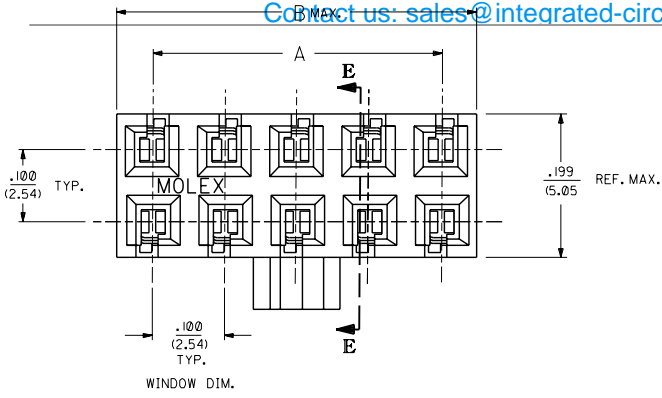 Contact us: sales@integrated-circ
B MAX.
A
E
.100
(2.54)
TYP.
MOLEX
.199
(5.05
REF. MAX.
.100
(2.54)
TYP.
E
WINDOW DIM.